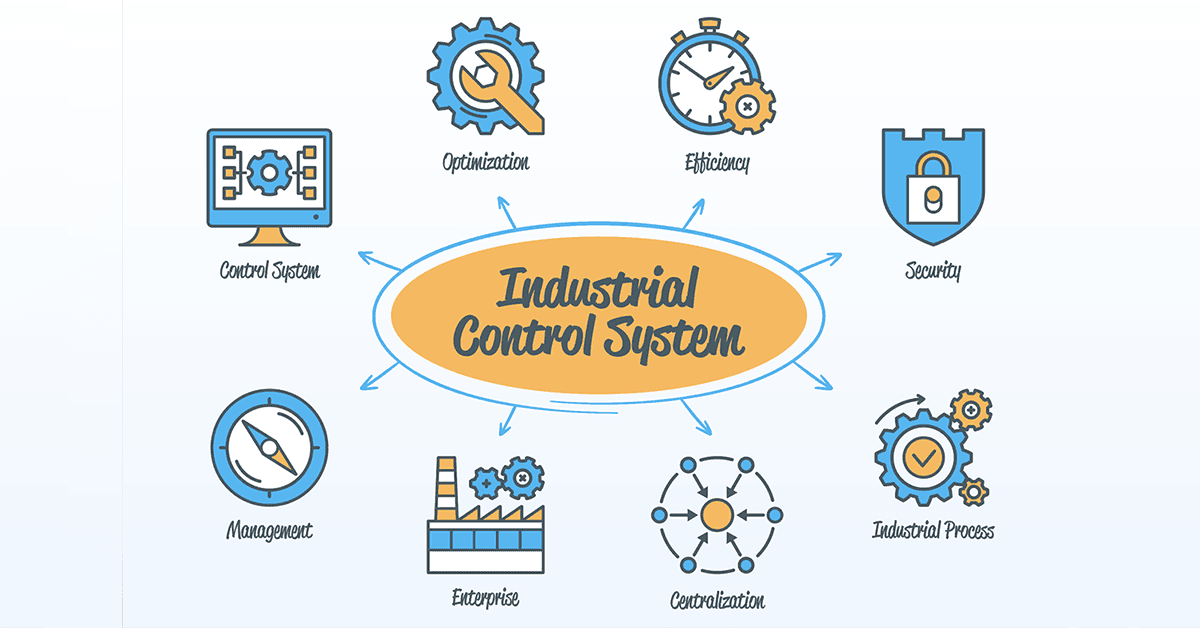 Optimization
Efficiency
Control System
Security
Industrial
Control System
Management
Industrial Process
Enterprise
Centralization